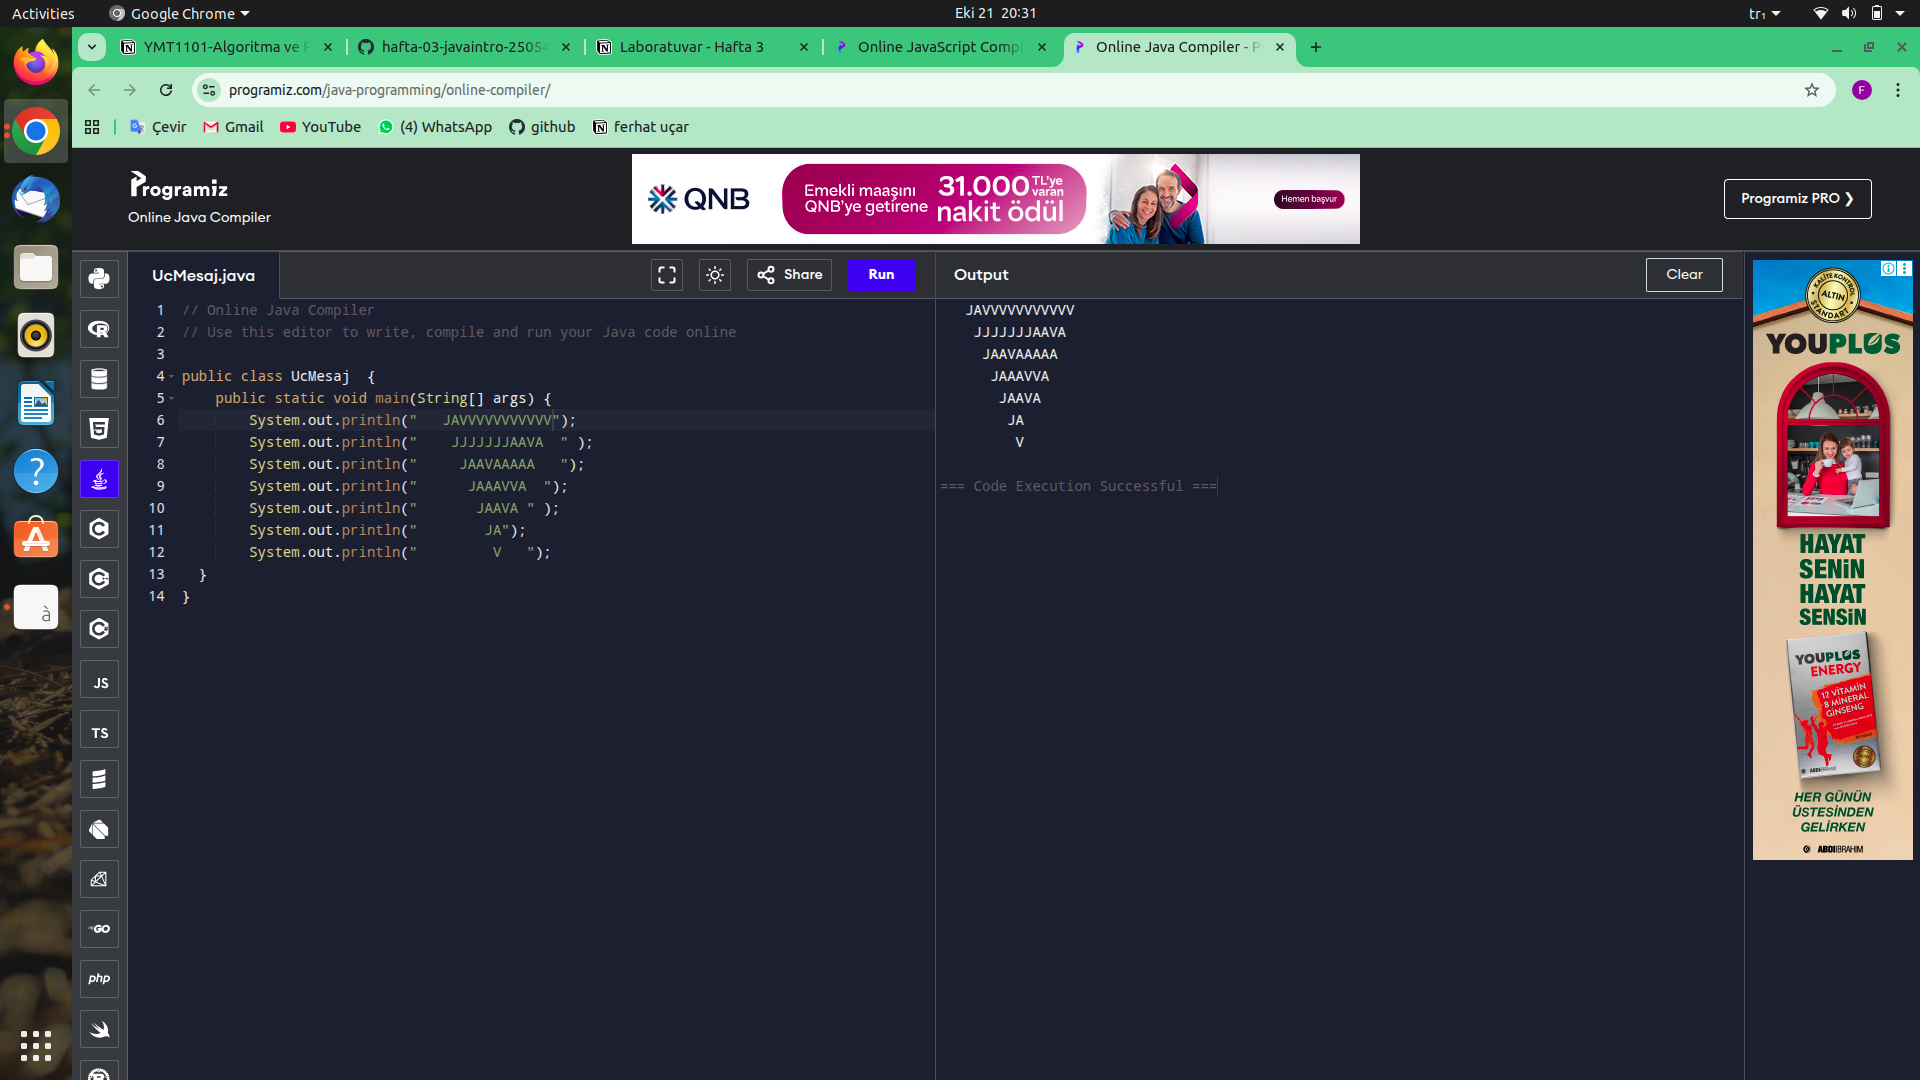 Activities
Google Chrome
Eki 21 20:31
tr₁
YMT1101-Algoritma ve P
hafta-03-javaintro-25054
Laboratuvar - Hafta 3
Online JavaScript Compi
Online Java Compiler - P
programiz.com/java-programming/online-compiler/
F
Çevir
Gmail
YouTube
(4) WhatsApp
github
ferhat uçar
Programiz
Online Java Compiler
QNB
Emekli maaşını
QNB'ye getirene
31.000 TL'ye varan
nakit ödül
Hemen başvur
Programiz PRO ❯
UcMesaj.java
Share
Run
Output
Clear
1 // Online Java Compiler
2 // Use this editor to write, compile and run your Java code online
3
4 public class UcMesaj  {
5     public static void main(String[] args) {
6         System.out.println("   JAVVVVVVVVVVV");
7         System.out.println("    JJJJJJJAAVA  " );
8         System.out.println("     JAAVAAAAA   ");
9         System.out.println("      JAAAVVA  ");
10         System.out.println("       JAAVA " );
11         System.out.println("        JA");
12         System.out.println("         V   ");
13   }
14 }
   JAVVVVVVVVVVV
    JJJJJJJAAVA
     JAAVAAAAA
      JAAAVVA
       JAAVA
        JA
         V
=== Code Execution Successful ===
JS
TS
GO
php
à
KALİTE KONTROL
ALTIN
STANDART
YOUPLUS
HAYAT
SENİN
HAYAT
SENSİN
YOUPLUS
ENERGY
12 VİTAMİN
8 MİNERAL
GİNSENG
ABDİİBRAHİM
HER GÜNÜN
ÜSTESİNDEN
GELİRKEN
ABDİİBRAHİM